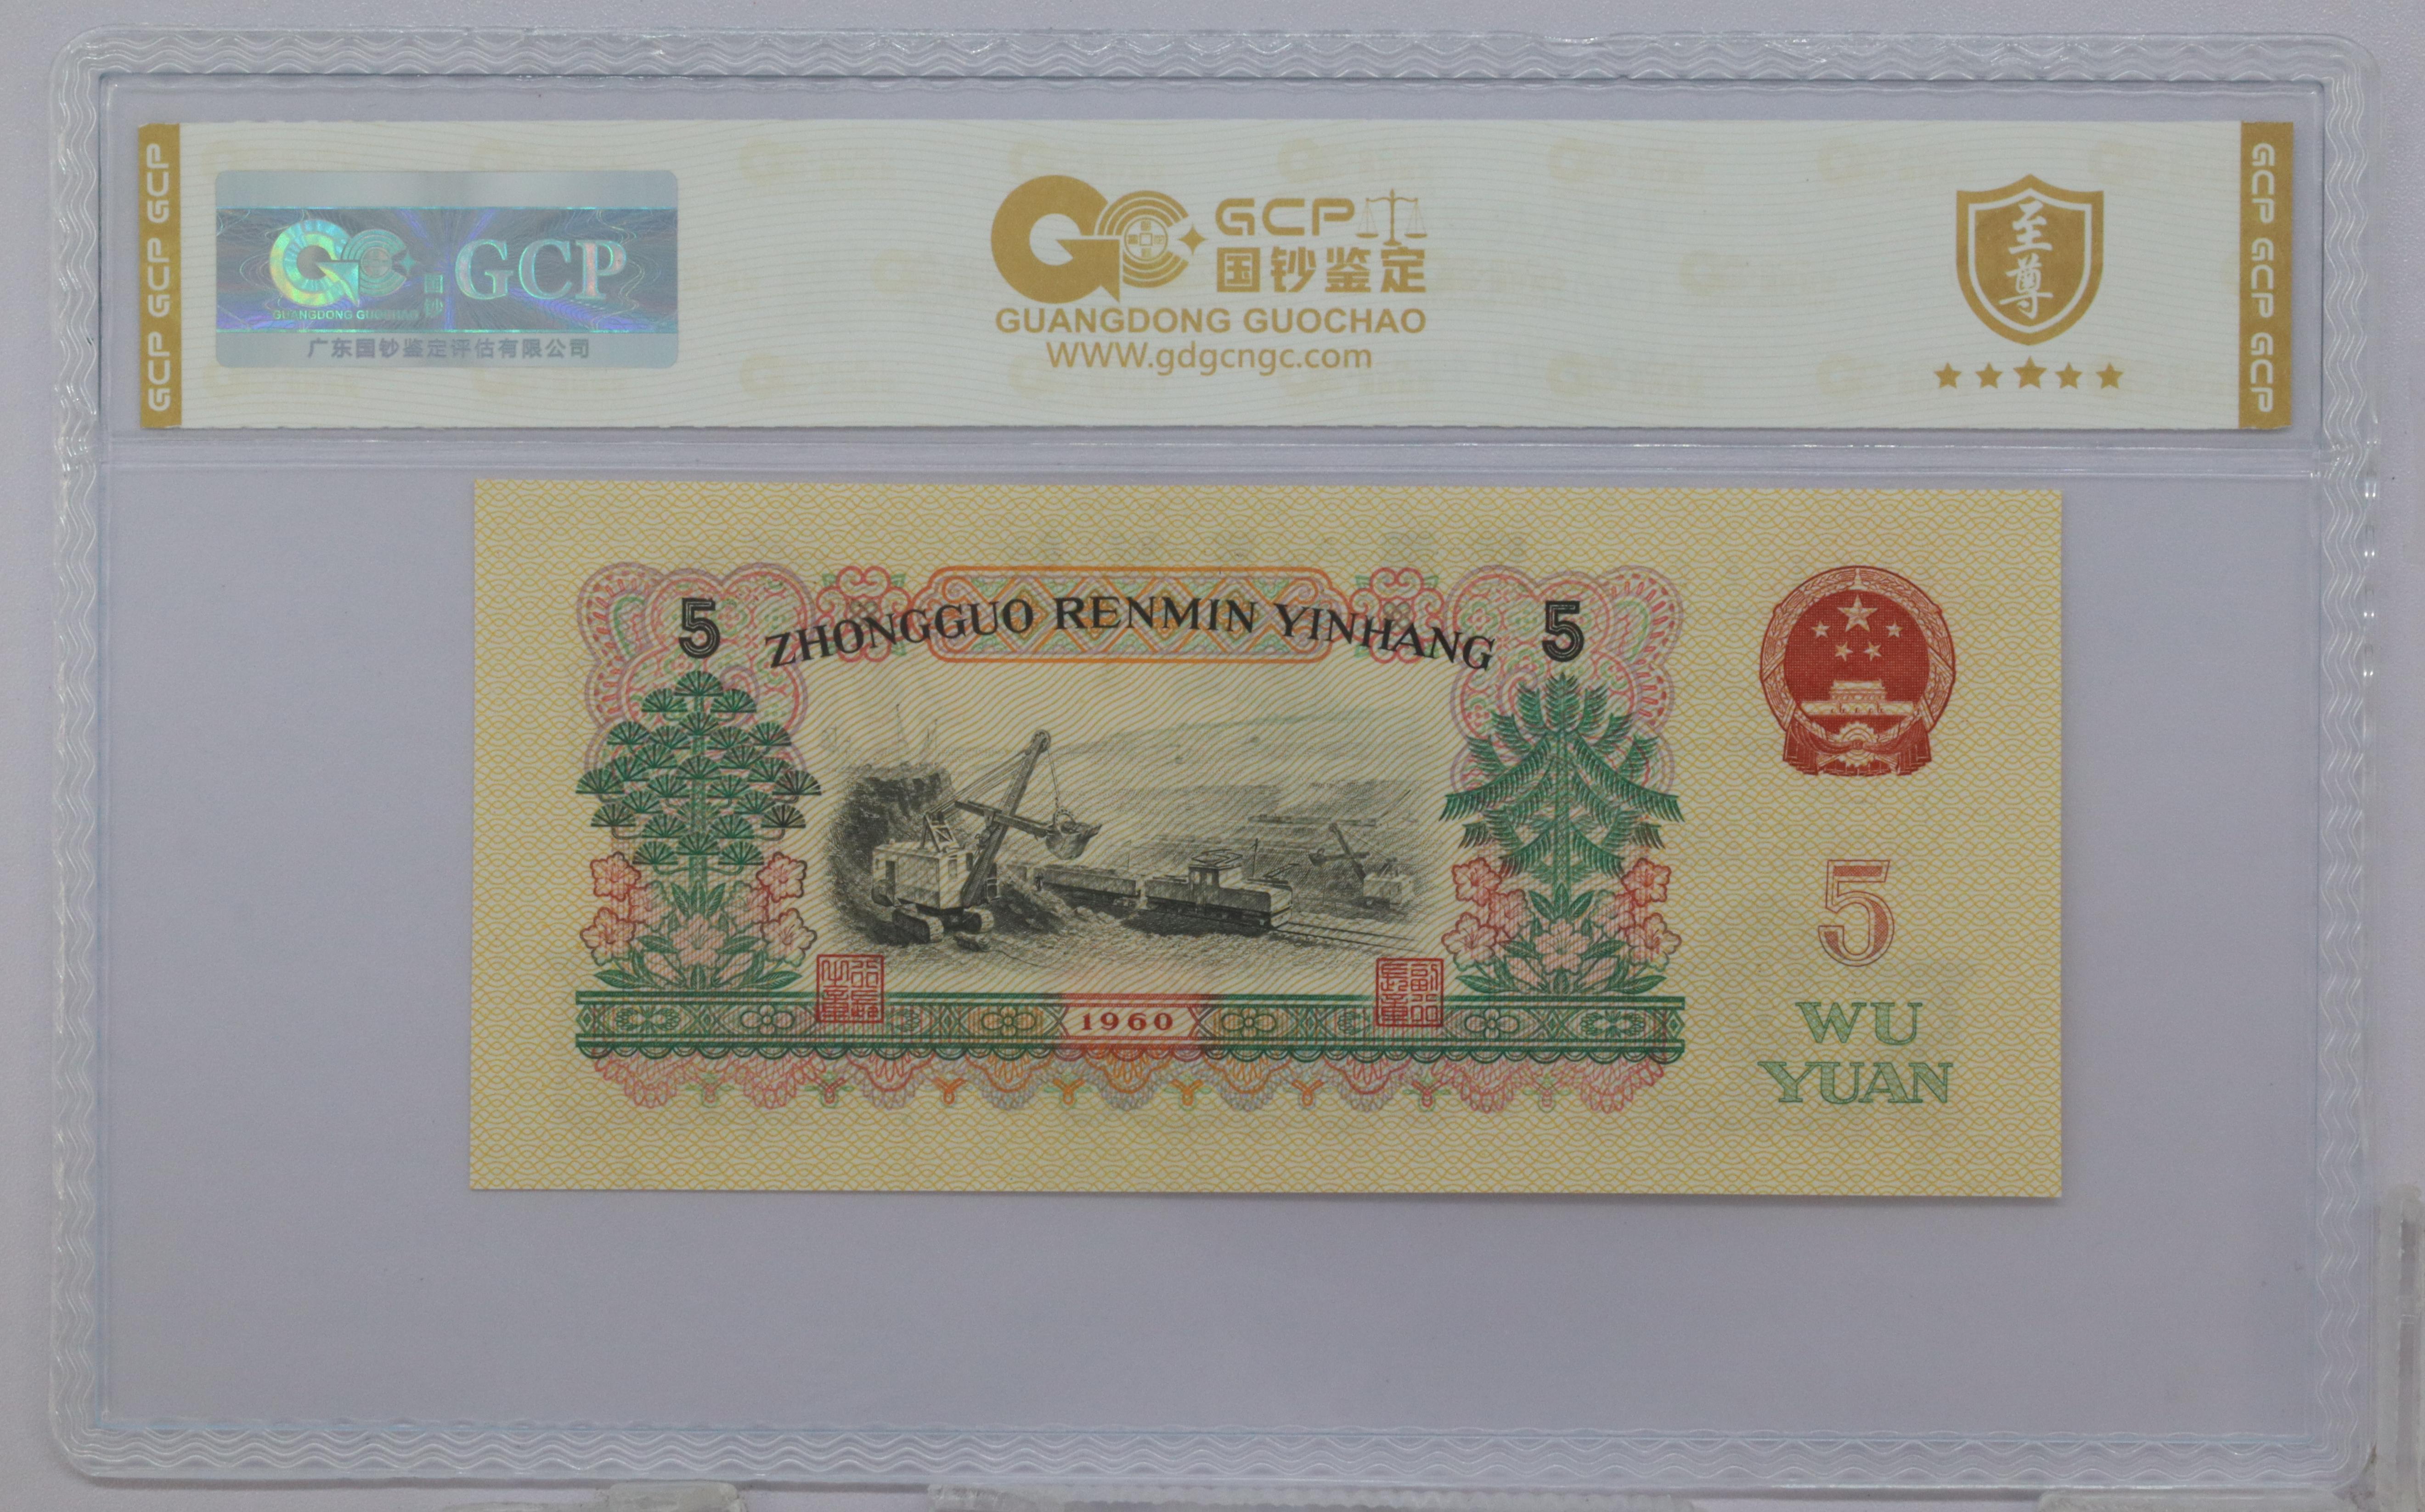 GCP GCP GCP
GCP
国钞
GUANGDONG GUOCHAO
广东国钞鉴定评估有限公司
GCP
国钞鉴定
GUANGDONG GUOCHAO
WWW.gdgcngc.com
至尊
GCP GCP GCP
5 ZHONGGUO RENMIN YINHANG 5
1960
5
WU
YUAN